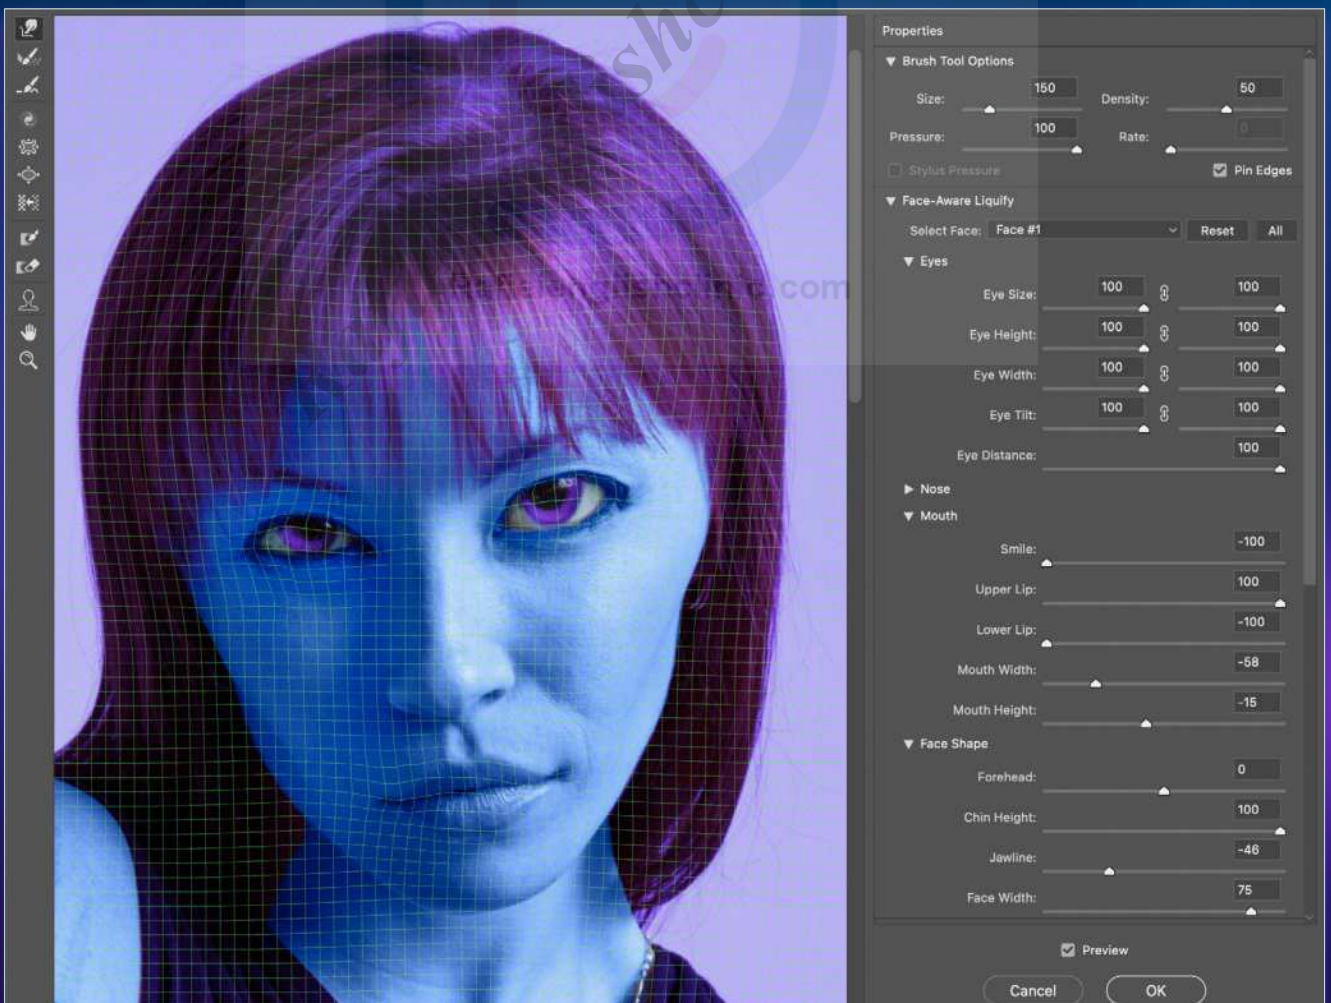 Properties
Brush Tool Options
Size: 150 Density: 50
Pressure: 100 Rate: 0
Stylus Pressure Pin Edges
Face-Aware Liquify
Select Face: Face #1 Reset All
Eyes
Eye Size: 100 100
Eye Height: 100 100
Eye Width: 100 100
Eye Tilt: 100 100
Eye Distance: 100
Nose
Mouth
Smile: -100
Upper Lip: 100
Lower Lip: -100
Mouth Width: -58
Mouth Height: -15
Face Shape
Forehead: 0
Chin Height: 100
Jawline: -46
Face Width: 75
Preview
Cancel OK